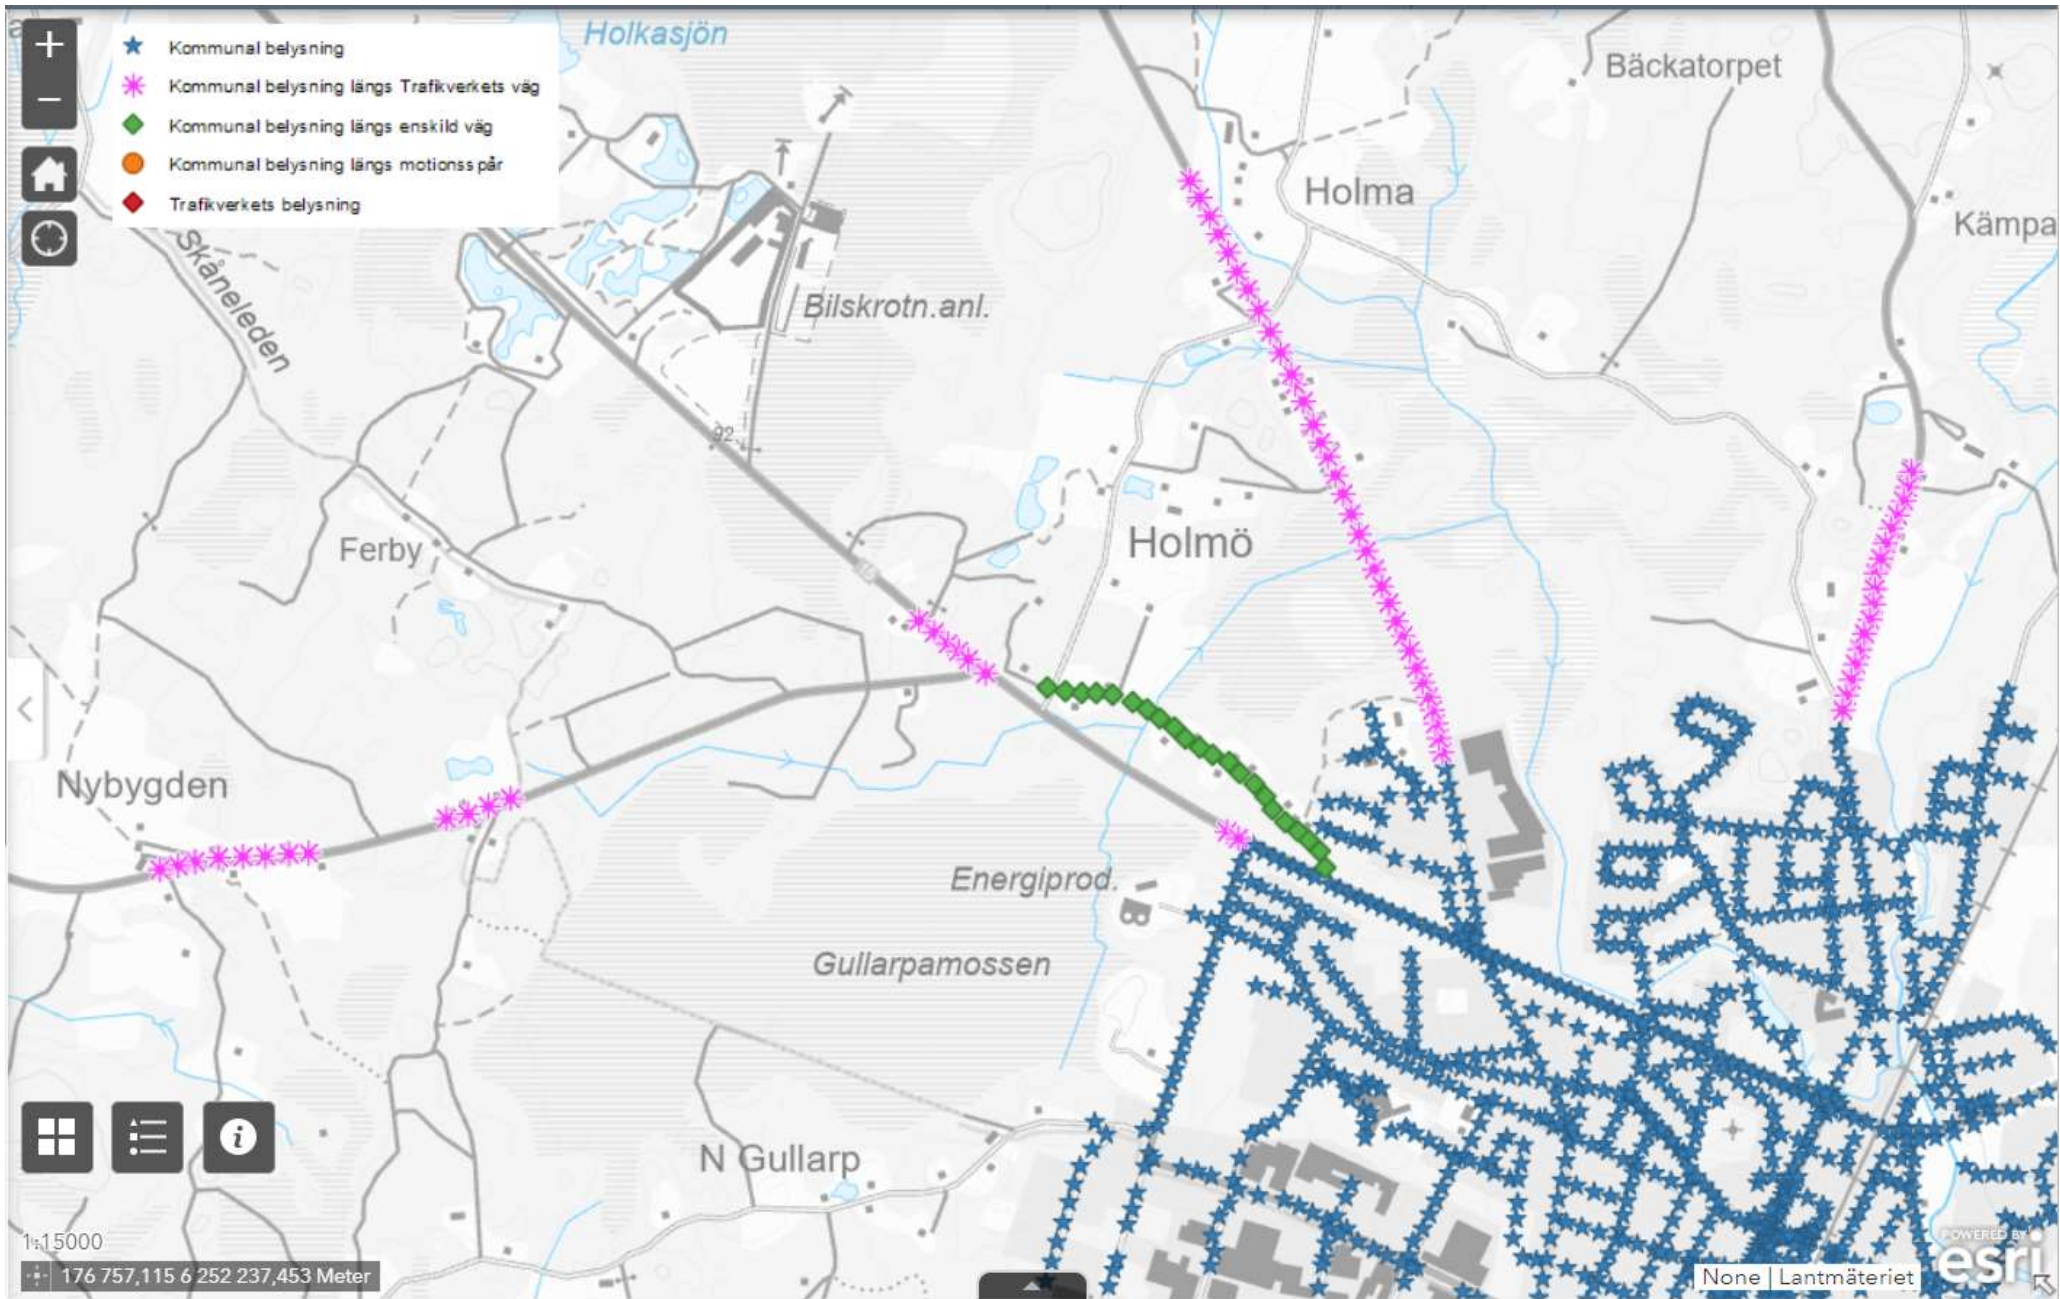 Kommunal belysning
Kommunal belysning längs Trafikverkets väg
Kommunal belysning längs enskild väg
Kommunal belysning längs motionsspår
Trafikverkets belysning
Holkasjön
Bäckatorpet
Holma
Kämpa
Skåneleden
Bilskrotn.anl.
92
Ferby
Holmö
Nybygden
Energiprod.
Gullarpamossen
N Gullarp
1:15000
176 757,115 6 252 237,453 Meter
POWERED BY
esri
None | Lantmäteriet